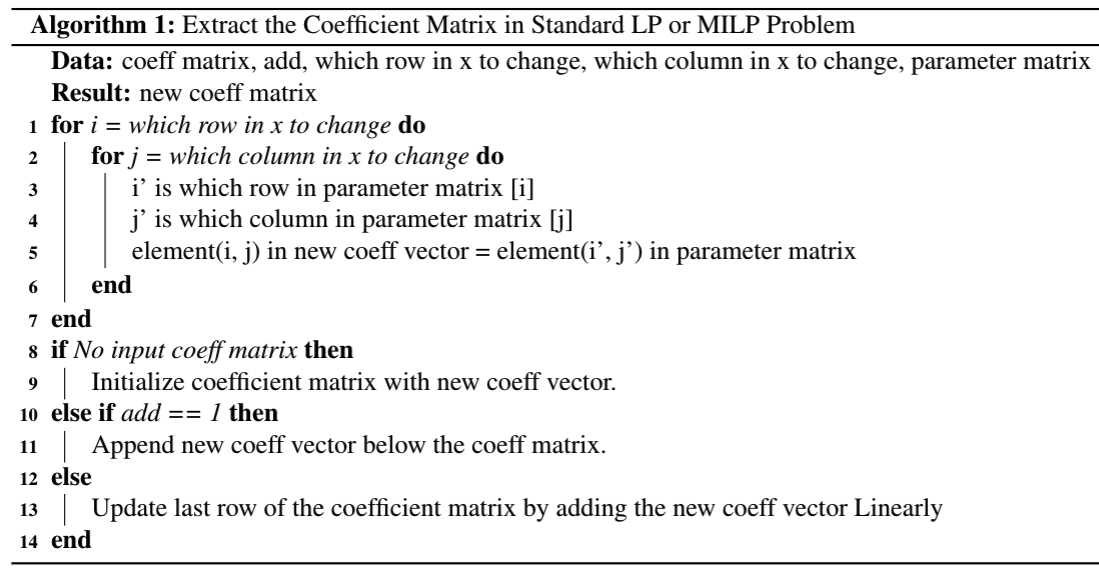 Algorithm 1: Extract the Coefficient Matrix in Standard LP or MILP Problem
Data: coeff matrix, add, which row in x to change, which column in x to change, parameter matrix
Result: new coeff matrix
1 for i = which row in x to change do
2 for j = which column in x to change do
3 i’ is which row in parameter matrix [i]
4 j’ is which column in parameter matrix [j]
5 element(i, j) in new coeff vector = element(i’, j’) in parameter matrix
6 end
7 end
8 if No input coeff matrix then
9 Initialize coefficient matrix with new coeff vector.
10 else if add == 1 then
11 Append new coeff vector below the coeff matrix.
12 else
13 Update last row of the coefficient matrix by adding the new coeff vector Linearly
14 end